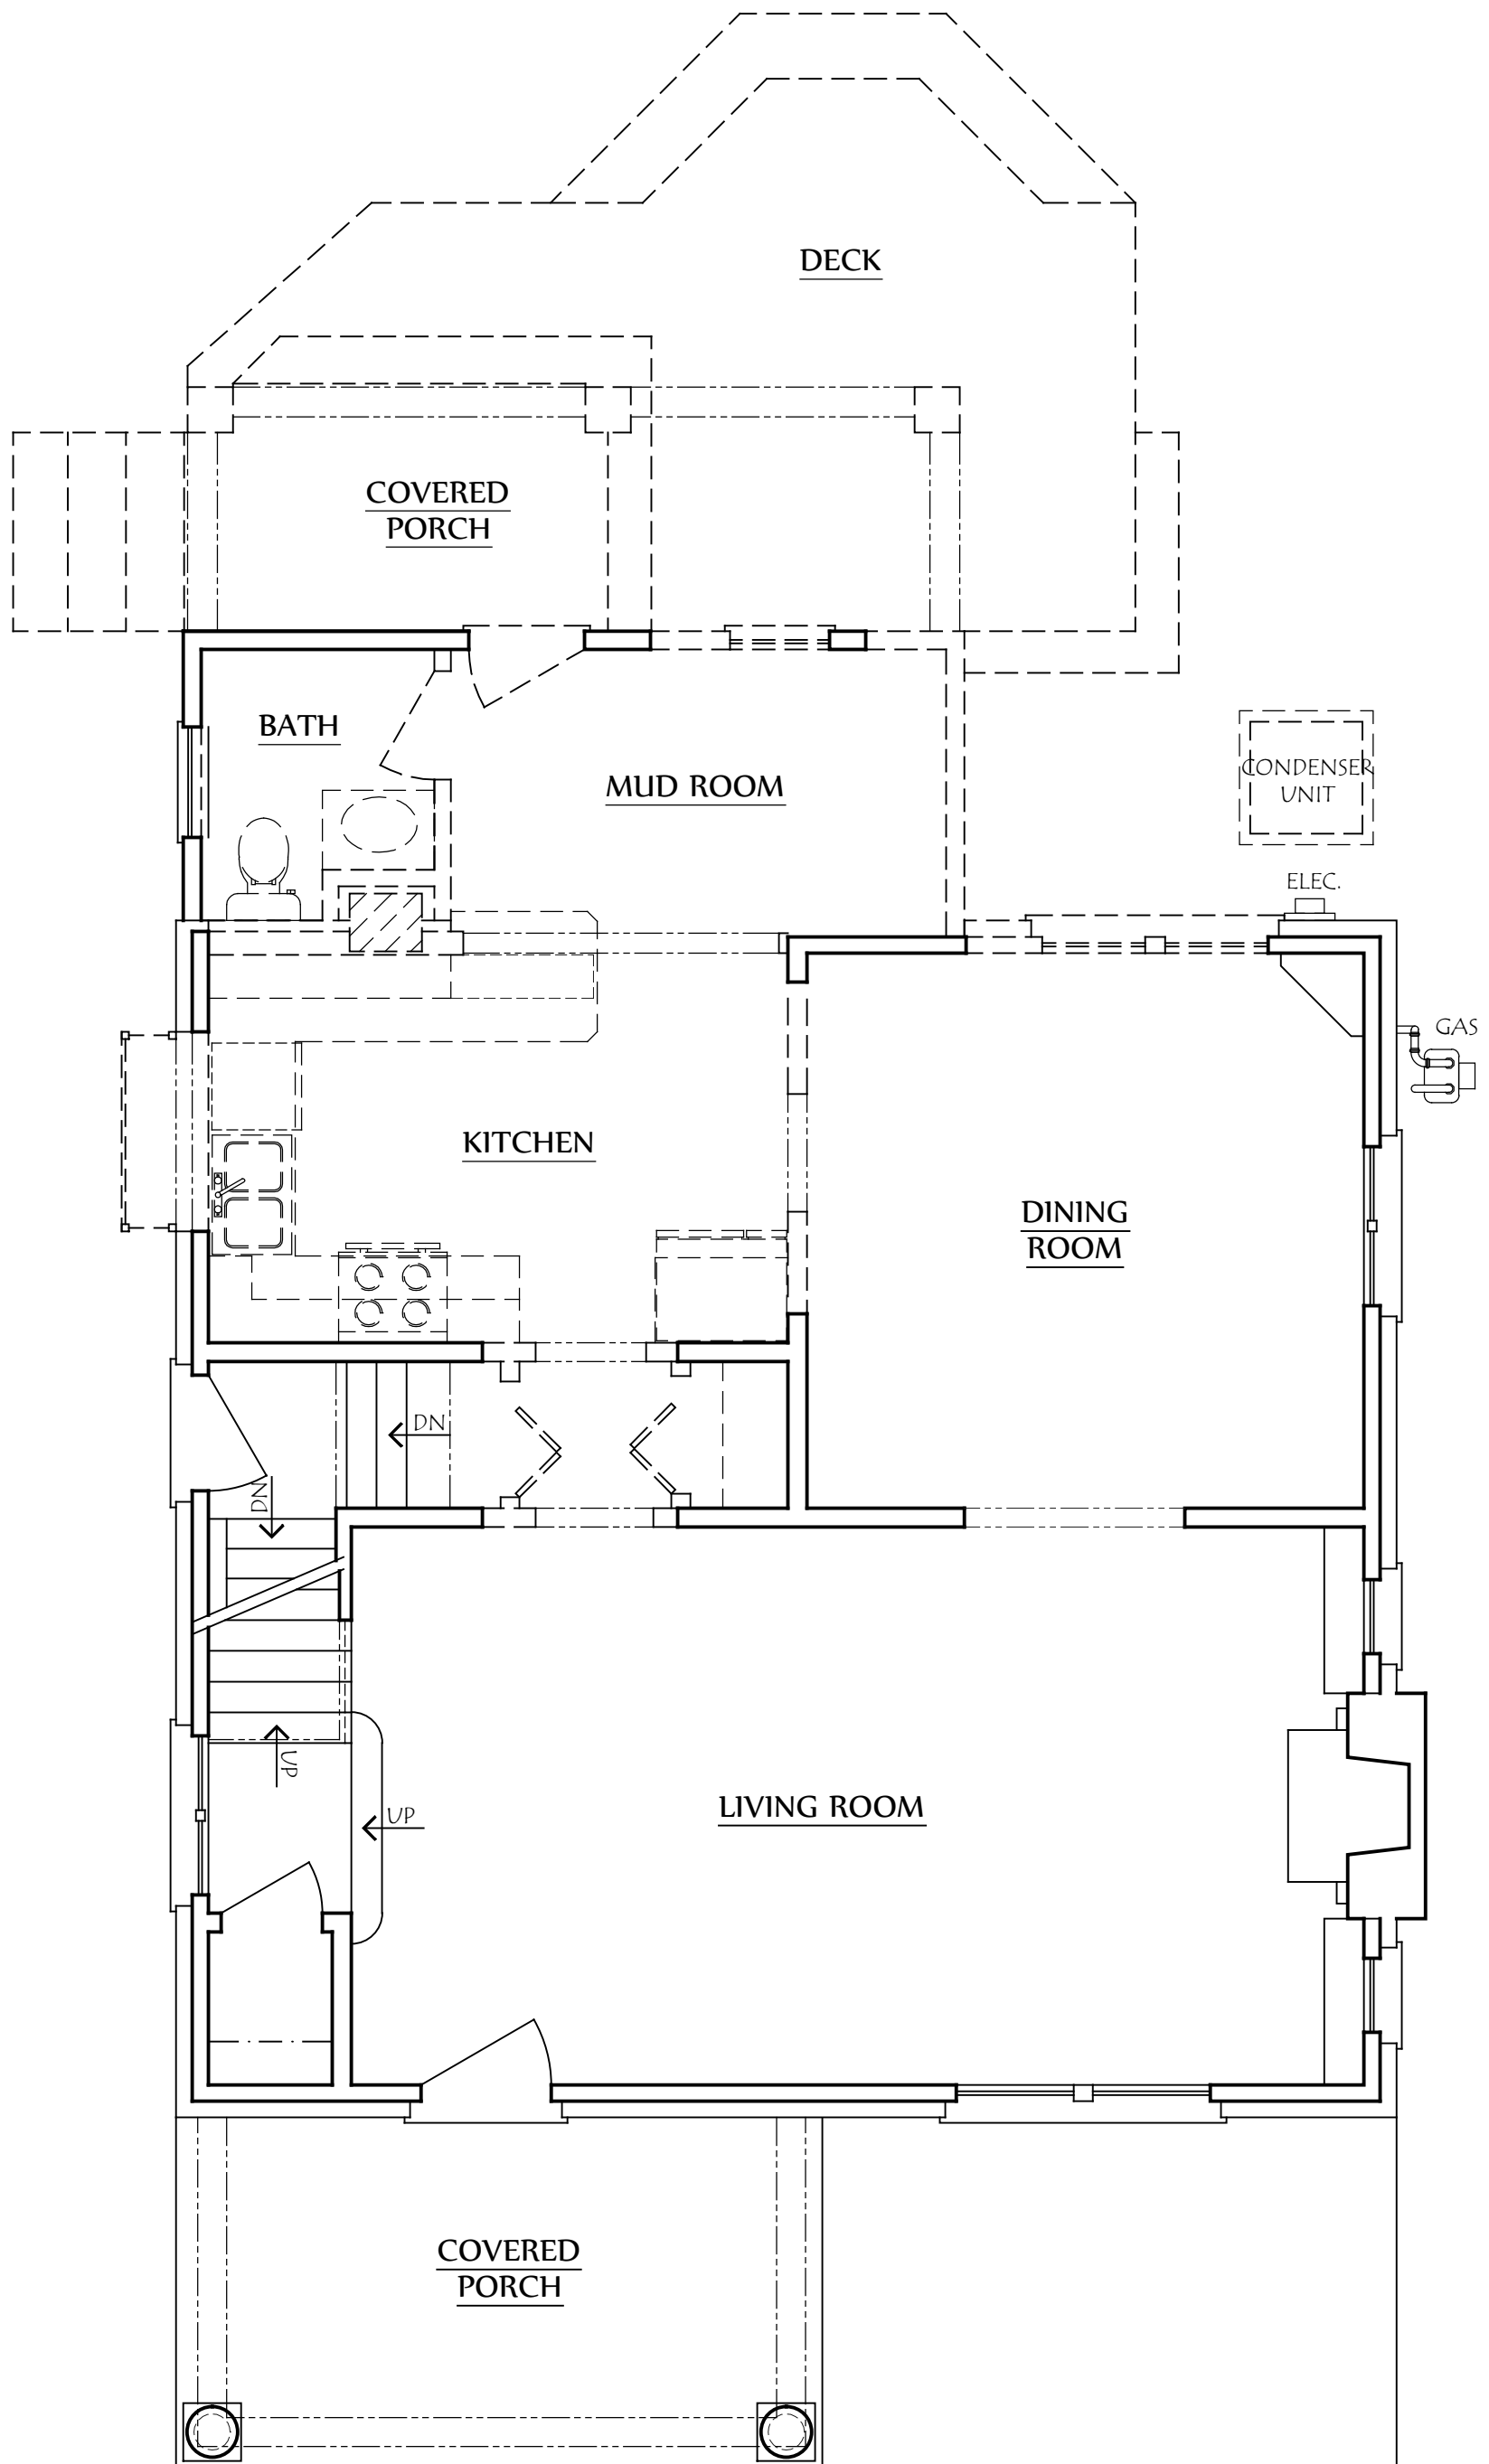 DECK
COVERED
PORCH
BATH
MUD ROOM
CONDENSER
UNIT
ELEC.
GAS
KITCHEN
DINING
ROOM
DN
DN
UP
UP
LIVING ROOM
COVERED
PORCH